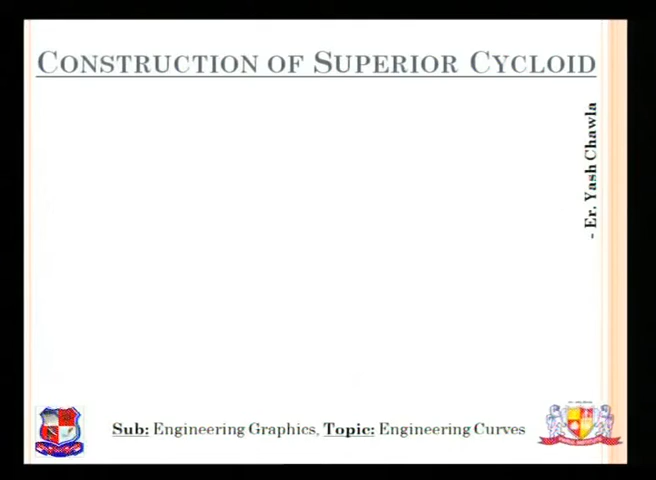 CONSTRUCTION OF SUPERIOR CYCLOID
- Er. Yash Chawla
Sub: Engineering Graphics, Topic: Engineering Curves